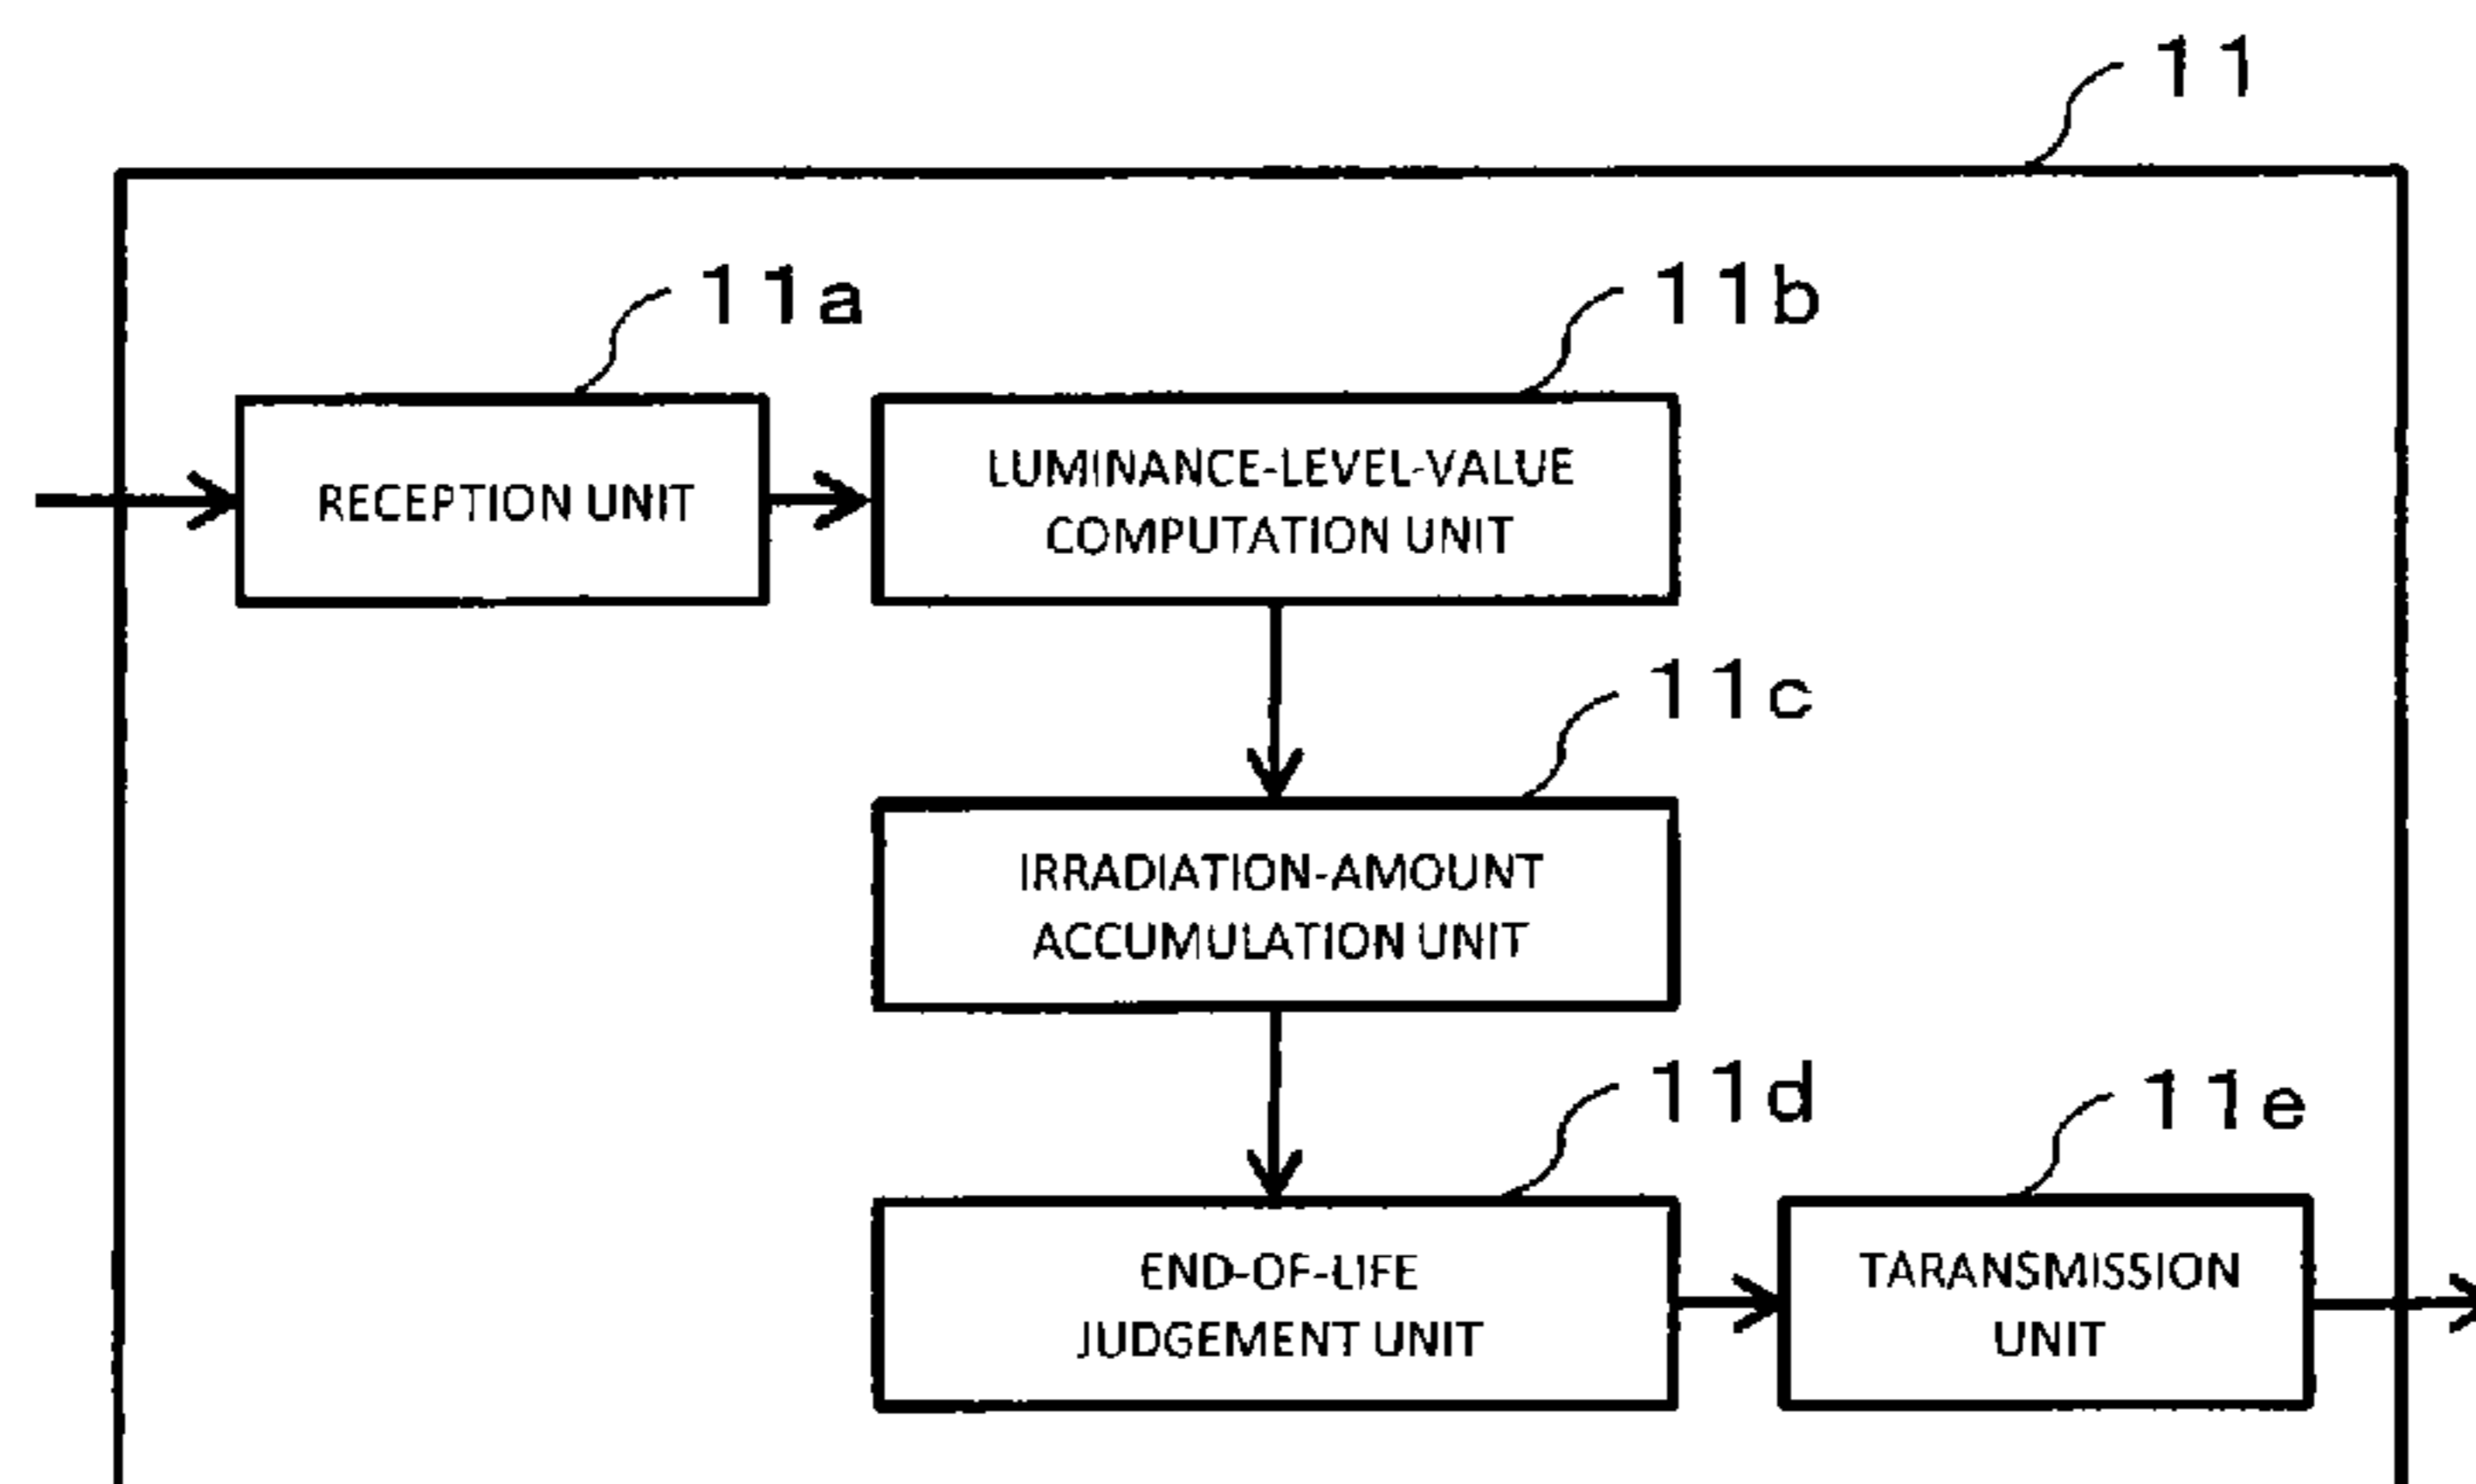 11
11a
11b
RECEPTION UNIT
LUMINANCE-LEVEL-VALUE
COMPUTATION UNIT
11c
IRRADIATION-AMOUNT
ACCUMULATION UNIT
11d
11e
END-OF-LIFE
JUDGEMENT UNIT
TARANSMISSION
UNIT